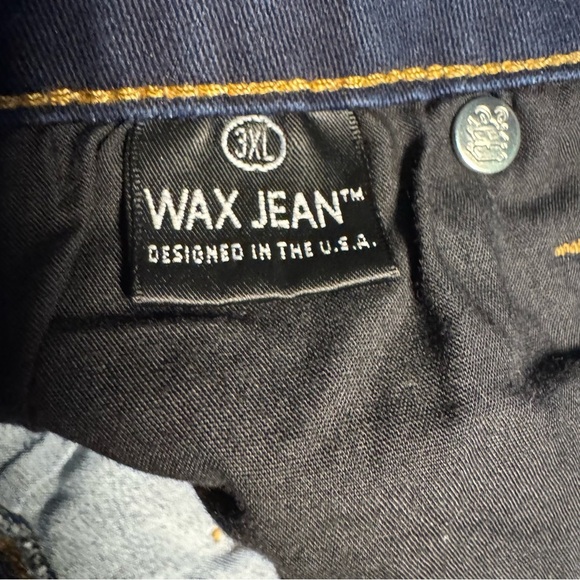 3XL
WAX JEAN™
DESIGNED IN THE U.S.A.